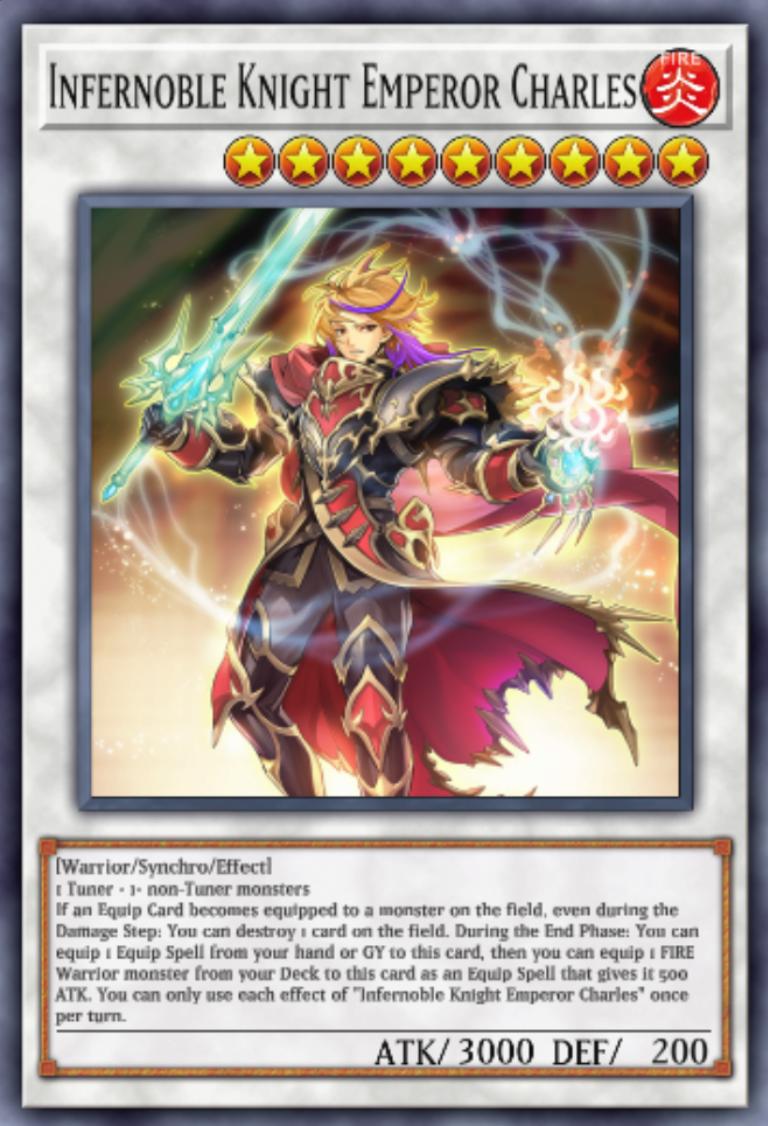 INFERNOBLE KNIGHT EMPEROR CHARLES
FIRE
炎
[Warrior/Synchro/Effect]
1 Tuner + 1+ non-Tuner monsters
If an Equip Card becomes equipped to a monster on the field, even during the
Damage Step: You can destroy 1 card on the field. During the End Phase: You can
equip 1 Equip Spell from your hand or GY to this card, then you can equip 1 FIRE
Warrior monster from your Deck to this card as an Equip Spell that gives it 500
ATK. You can only use each effect of "Infernoble Knight Emperor Charles" once
per turn.
ATK/ 3000 DEF/ 200